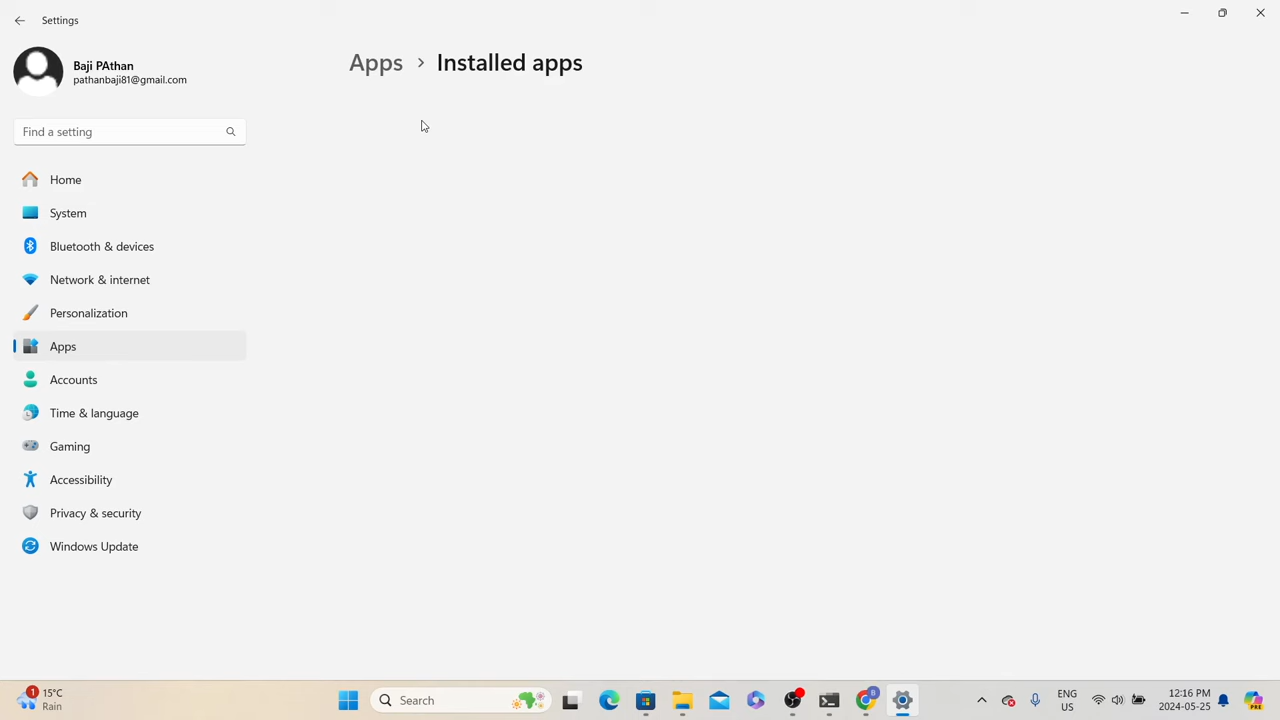 Settings
Baji PAthan
pathanbaji81@gmail.com
Apps > Installed apps
Find a setting
Home
System
Bluetooth & devices
Network & internet
Personalization
Apps
Accounts
Time & language
Gaming
Accessibility
Privacy & security
Windows Update
1
15°C
Rain
Search
B
ENG
US
12:16 PM
2024-05-25
PRE